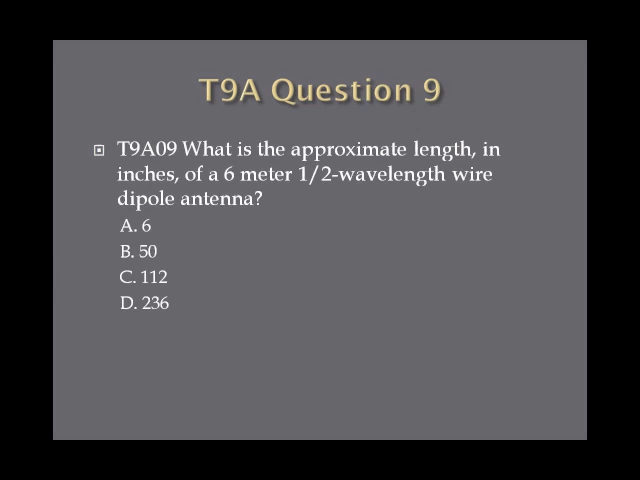 T9A Question 9
T9A09 What is the approximate length, in
inches, of a 6 meter 1/2-wavelength wire
dipole antenna?
A. 6
B. 50
C. 112
D. 236